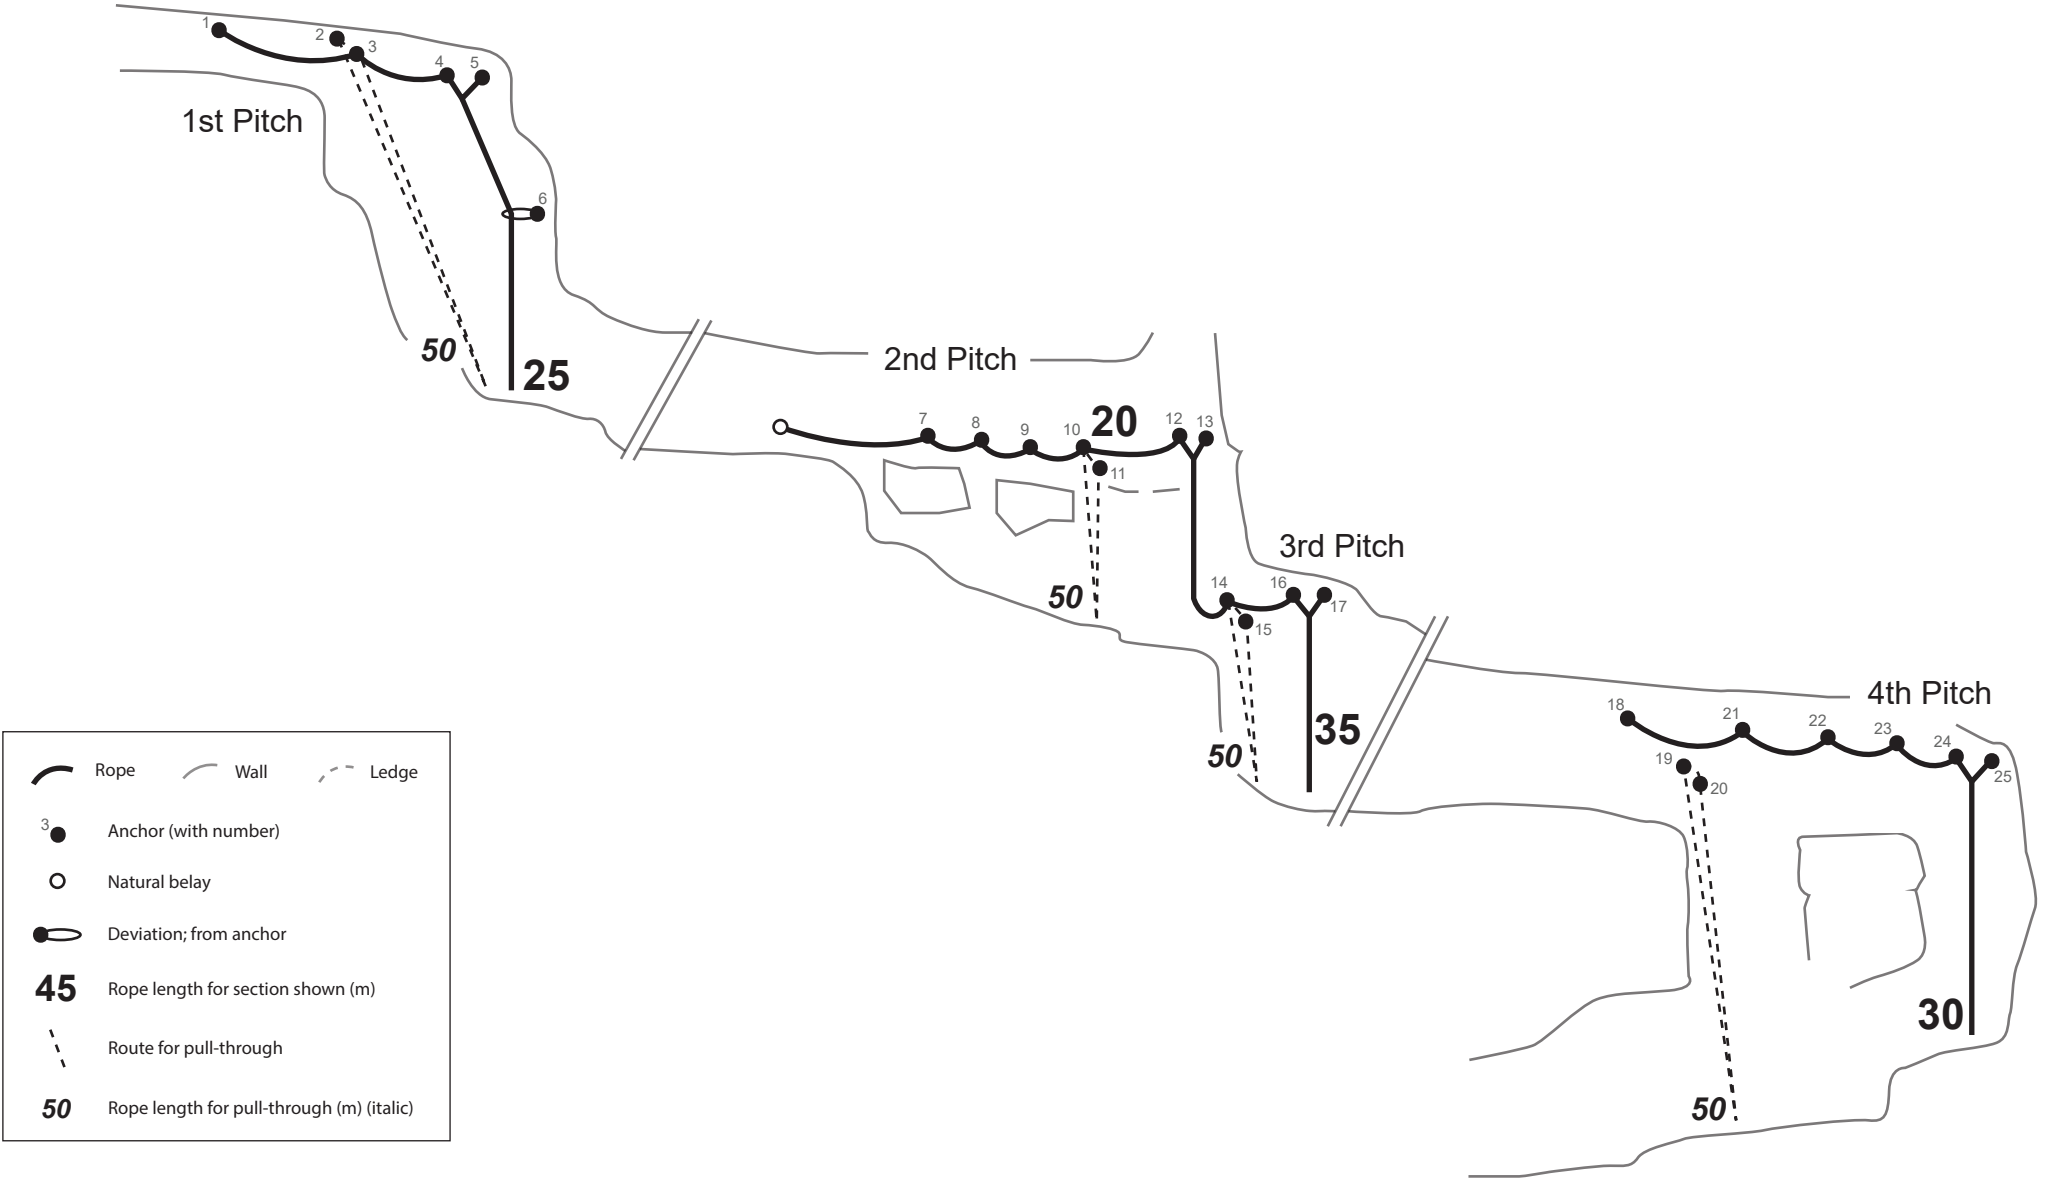 1
2
3
4
5
1st Pitch
6
50
25
2nd Pitch
7
8
9
10
20
12
13
11
3rd Pitch
50
14
16
17
15
35
50
4th Pitch
18
21
22
23
24
25
19
20
30
50
Rope
Wall
Ledge
3
Anchor (with number)
Natural belay
Deviation; from anchor
45 Rope length for section shown (m)
Route for pull-through
50 Rope length for pull-through (m) (italic)